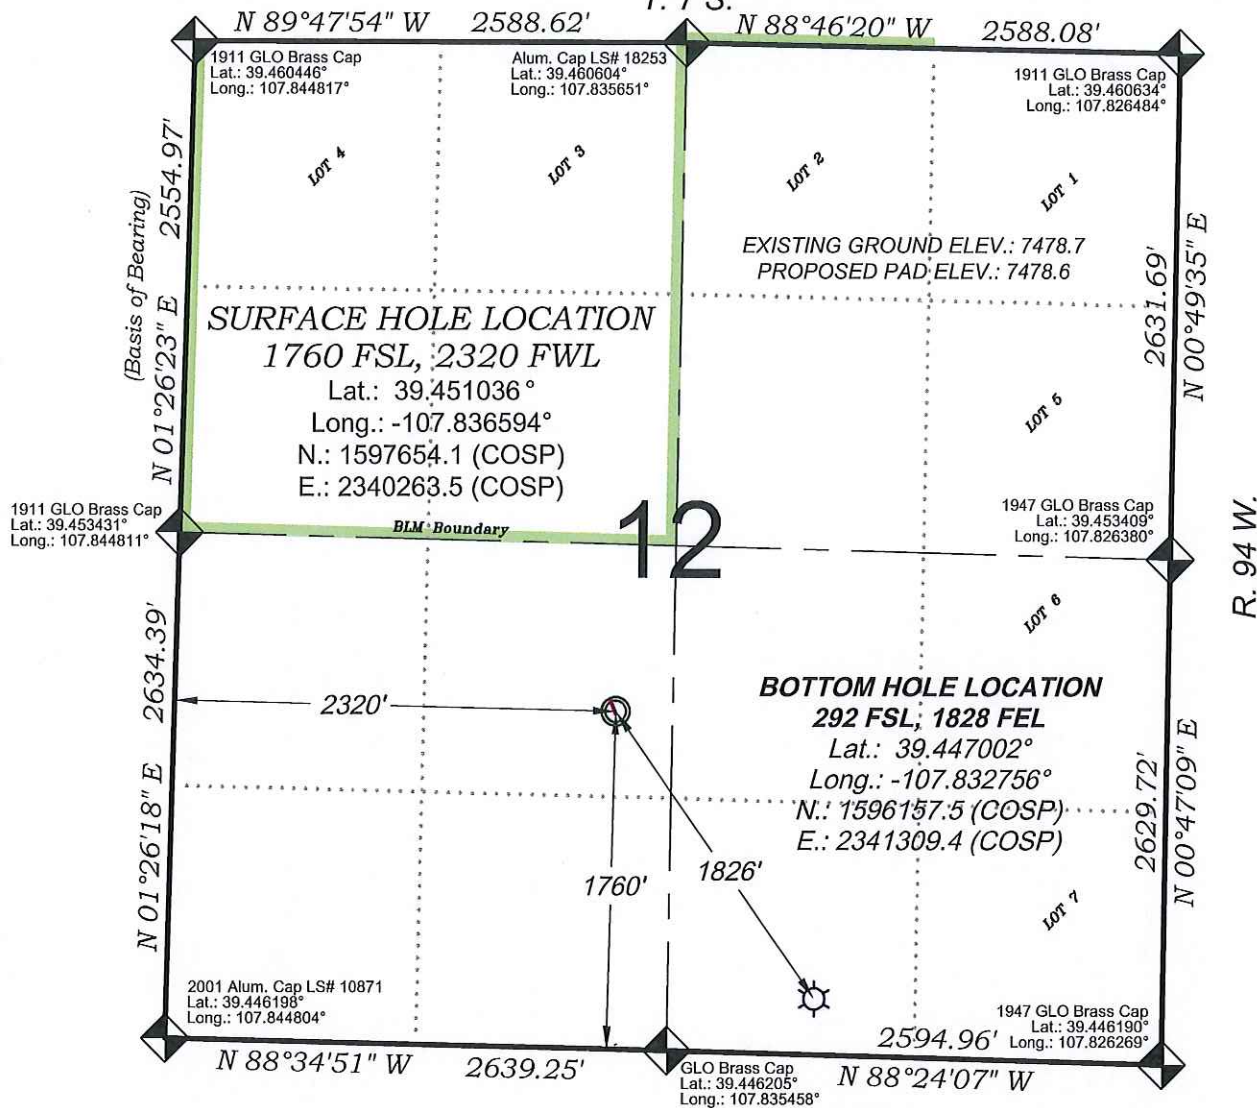 T. 7 S.
N 89°47'54" W 2588.62'
N 88°46'20" W 2588.08'
1911 GLO Brass Cap
Lat.: 39.460446°
Long.: 107.844817°
Alum. Cap LS# 18253
Lat.: 39.460604°
Long.: 107.835651°
1911 GLO Brass Cap
Lat.: 39.460634°
Long.: 107.826484°
LOT 4
LOT 3
LOT 2
LOT 1
N 01°26'23" E 2554.97'
(Basis of Bearing)
EXISTING GROUND ELEV.: 7478.7
PROPOSED PAD ELEV.: 7478.6
2631.69'
N 00°49'35" E
SURFACE HOLE LOCATION
1760 FSL, 2320 FWL
Lat.: 39.451036°
Long.: -107.836594°
N.: 1597654.1 (COSP)
E.: 2340263.5 (COSP)
LOT 5
1911 GLO Brass Cap
Lat.: 39.453431°
Long.: 107.844811°
BLM Boundary
12
1947 GLO Brass Cap
Lat.: 39.453409°
Long.: 107.826380°
R. 94 W.
LOT 6
N 01°26'18" E 2634.39'
2320'
BOTTOM HOLE LOCATION
292 FSL, 1828 FEL
Lat.: 39.447002°
Long.: -107.832756°
N.: 1596157.5 (COSP)
E.: 2341309.4 (COSP)
2629.72'
N 00°47'09" E
1760'
1826'
LOT 7
2001 Alum. Cap LS# 10871
Lat.: 39.446198°
Long.: 107.844804°
1947 GLO Brass Cap
Lat.: 39.446190°
Long.: 107.826269°
N 88°34'51" W 2639.25'
2594.96'
N 88°24'07" W
GLO Brass Cap
Lat.: 39.446205°
Long.: 107.835458°